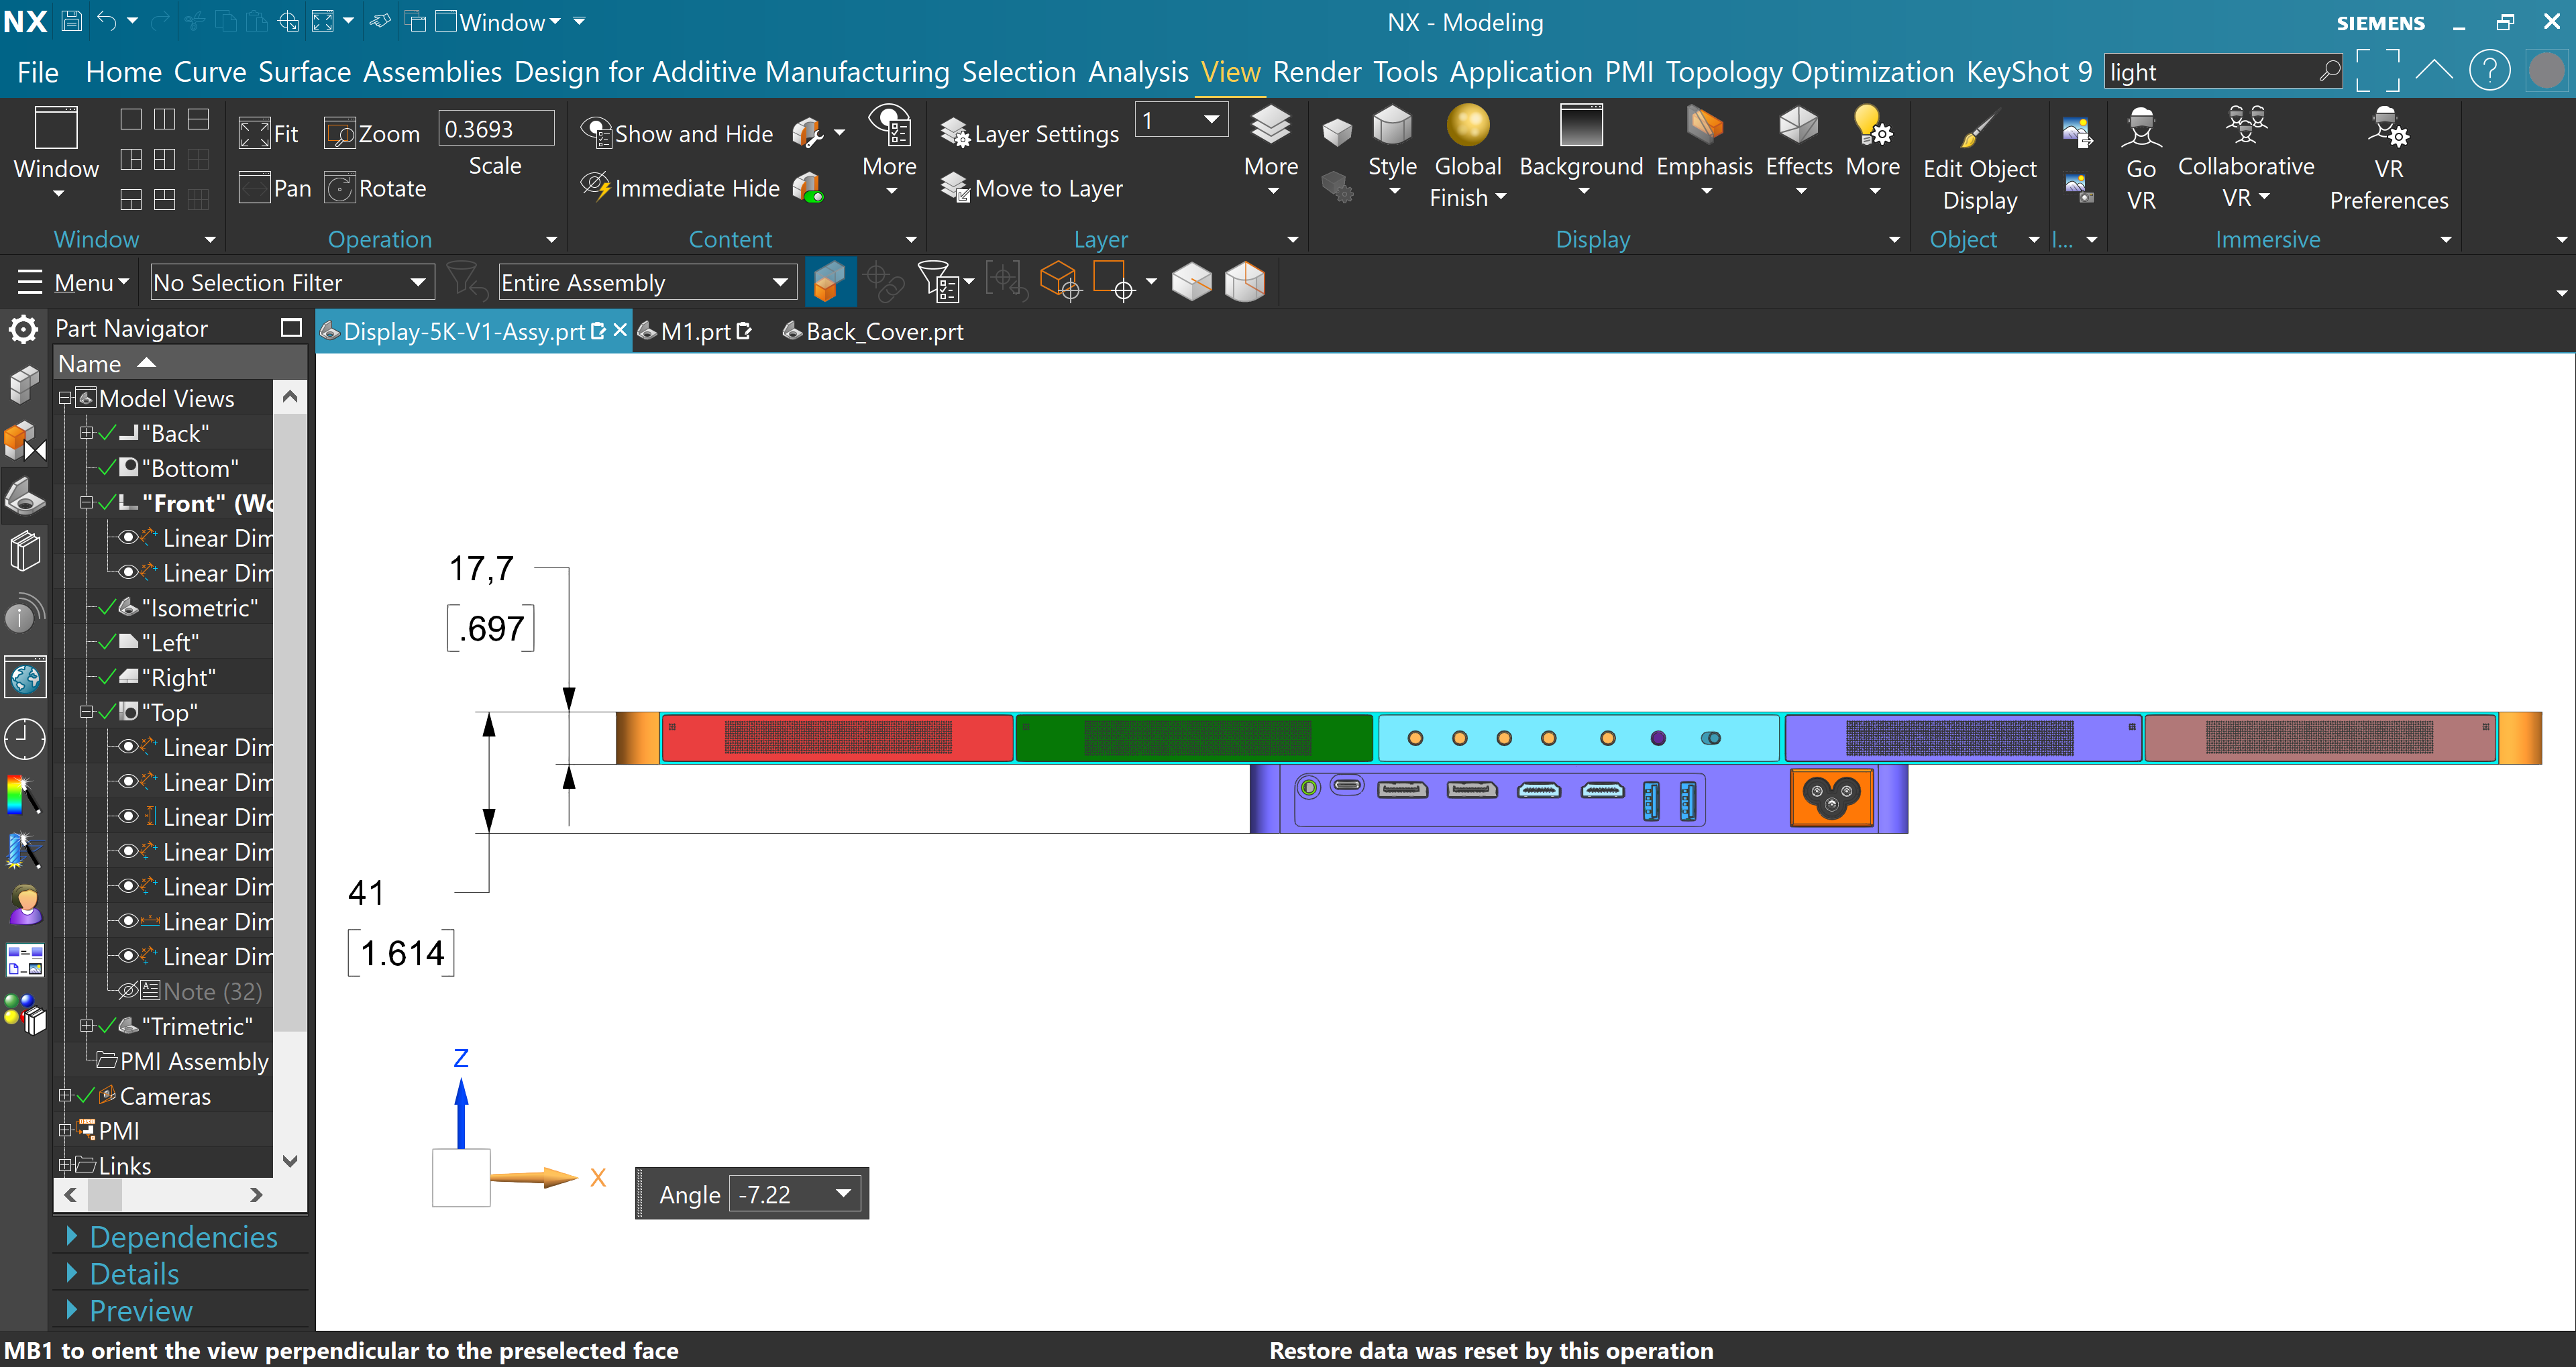 NX
Window
NX - Modeling
SIEMENS
File Home Curve Surface Assemblies Design for Additive Manufacturing Selection Analysis View Render Tools Application PMI Topology Optimization KeyShot 9
light
Window
Fit
Zoom
0.3693
Scale
Pan
Rotate
Show and Hide
Immediate Hide
More
Layer Settings
1
Move to Layer
More
Style
Global
Finish
Background
Emphasis
Effects
More
Edit Object
Display
Go
VR
Collaborative
VR
VR
Preferences
Window
Operation
Content
Layer
Display
Object
I...
Immersive
Menu
No Selection Filter
Entire Assembly
Part Navigator
Display-5K-V1-Assy.prt
M1.prt
Back_Cover.prt
Name
Model Views
"Back"
"Bottom"
"Front" (Wo
Linear Dim
Linear Dim
"Isometric"
"Left"
"Right"
"Top"
Linear Dim
Linear Dim
Linear Dim
Linear Dim
Linear Dim
Linear Dim
Linear Dim
Note (32)
"Trimetric"
PMI Assembly
Cameras
PMI
Links
Dependencies
Details
Preview
17,7
.697
41
1.614
Z
X
Angle -7.22
MB1 to orient the view perpendicular to the preselected face
Restore data was reset by this operation